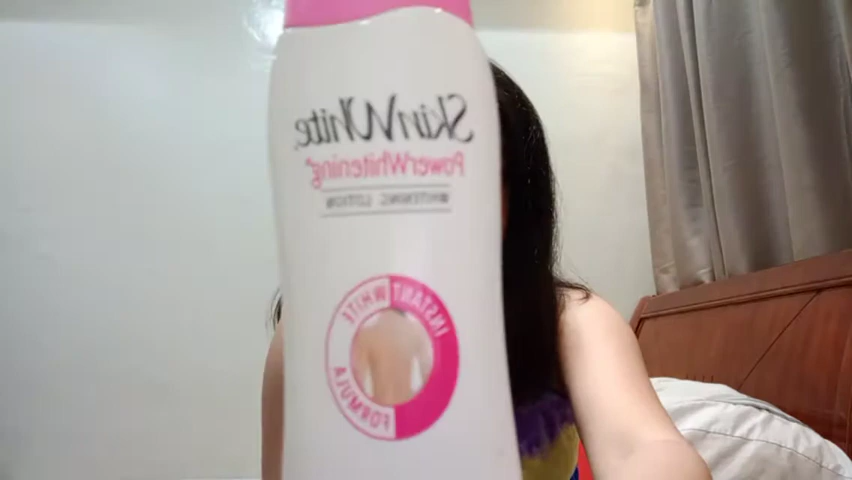 SkinWhite
PowerWhitening
WHITENING LOTION
INSTANT WHITE
FORMULA